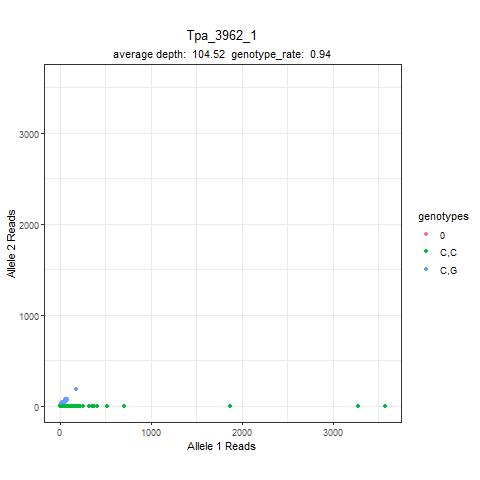 Tpa_3962_1
average depth: 104.52 genotype_rate: 0.94
3000
2000
1000
0
Allele 2 Reads
0 1000 2000 3000
Allele 1 Reads
genotypes
0
C,C
C,G